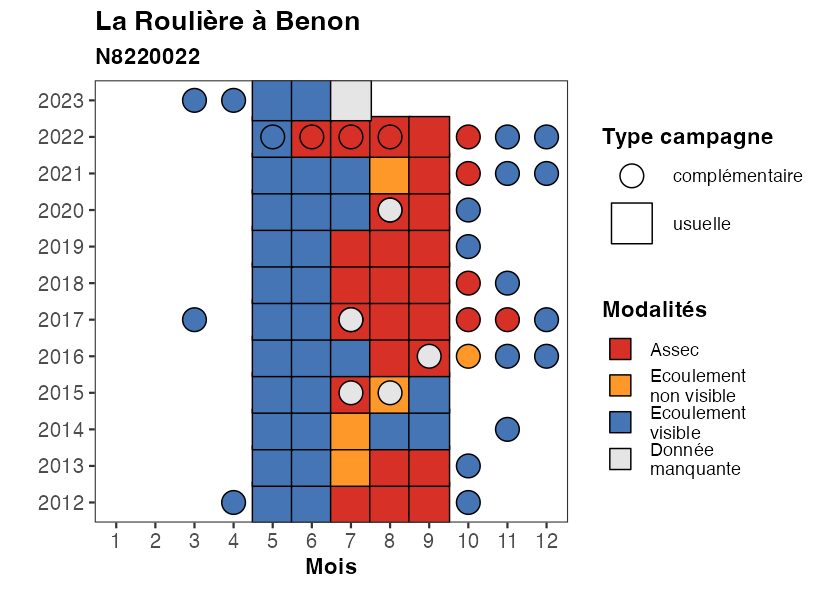 La Roulière à Benon
N8220022
2023
2022
2021
2020
2019
2018
2017
2016
2015
2014
2013
2012
1 2 3 4 5 6 7 8 9 10 11 12
Mois
Type campagne
complémentaire
usuelle
Modalités
Assec
Ecoulement
non visible
Ecoulement
visible
Donnée
manquante